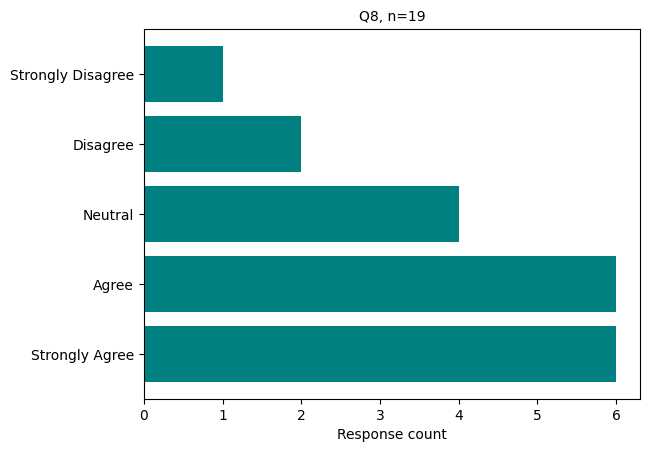 Q8, n=19
Strongly Disagree
Disagree
Neutral
Agree
Strongly Agree
0 1 2 3 4 5 6
Response count